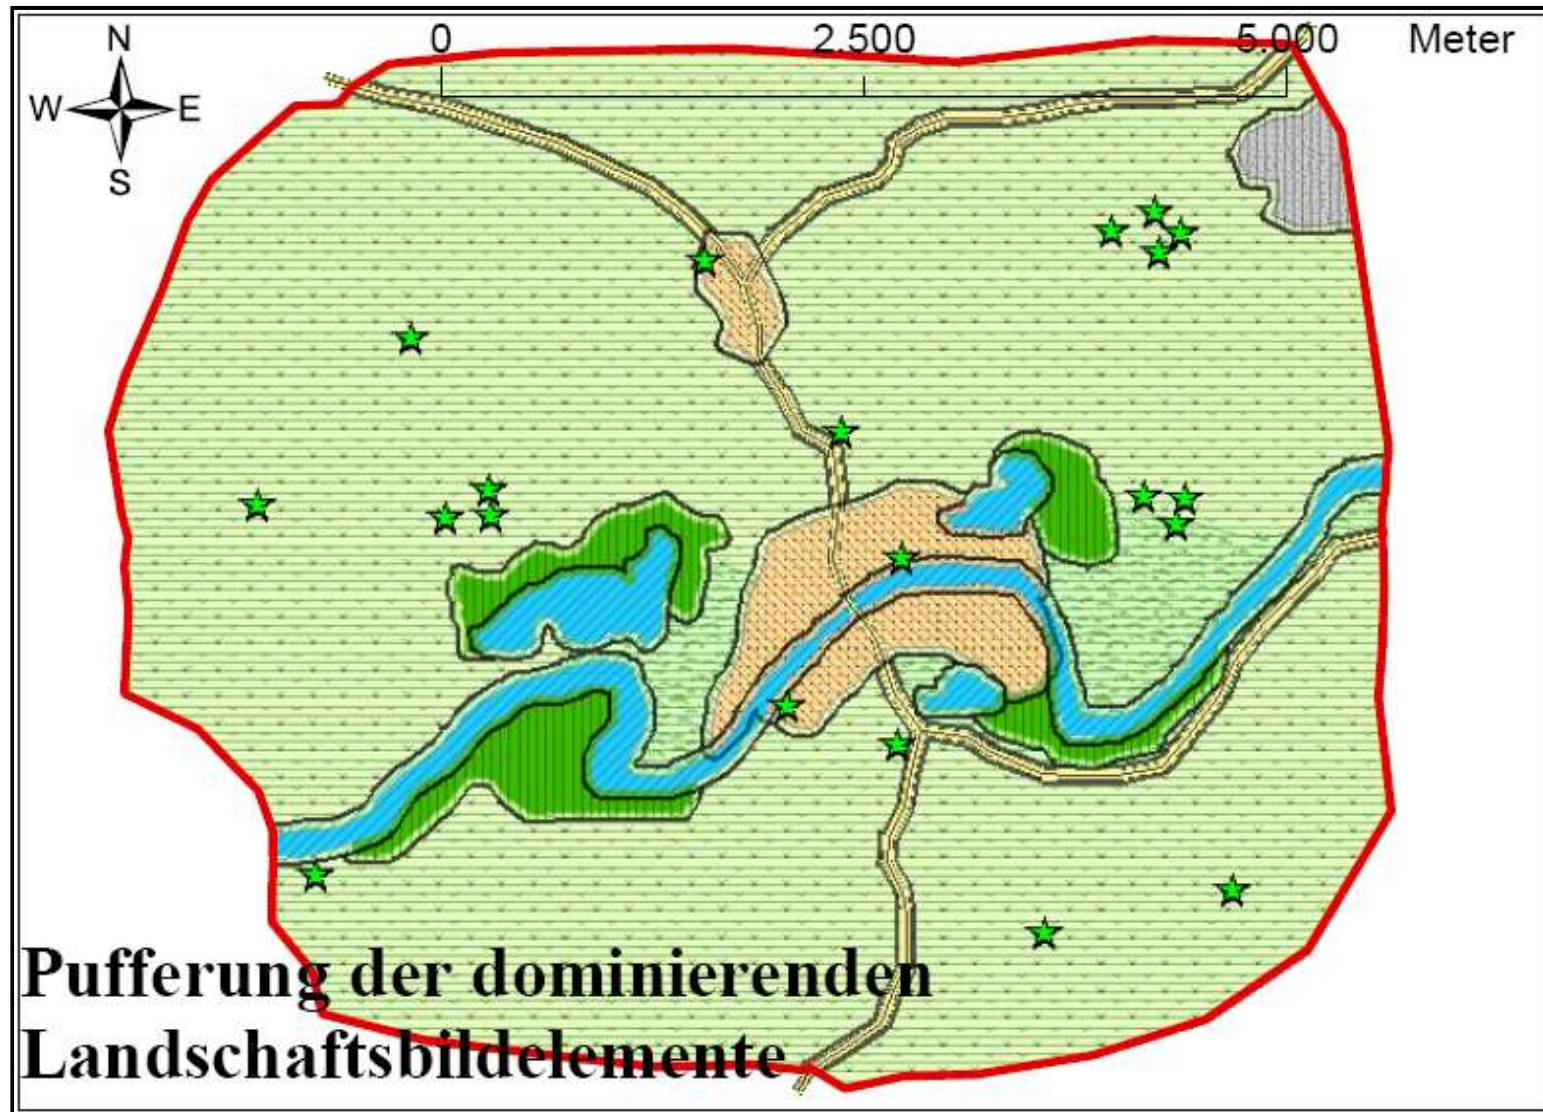 N
0 2.500 5.000 Meter
W E
S
Pufferung der dominierenden
Landschaftsbildelemente